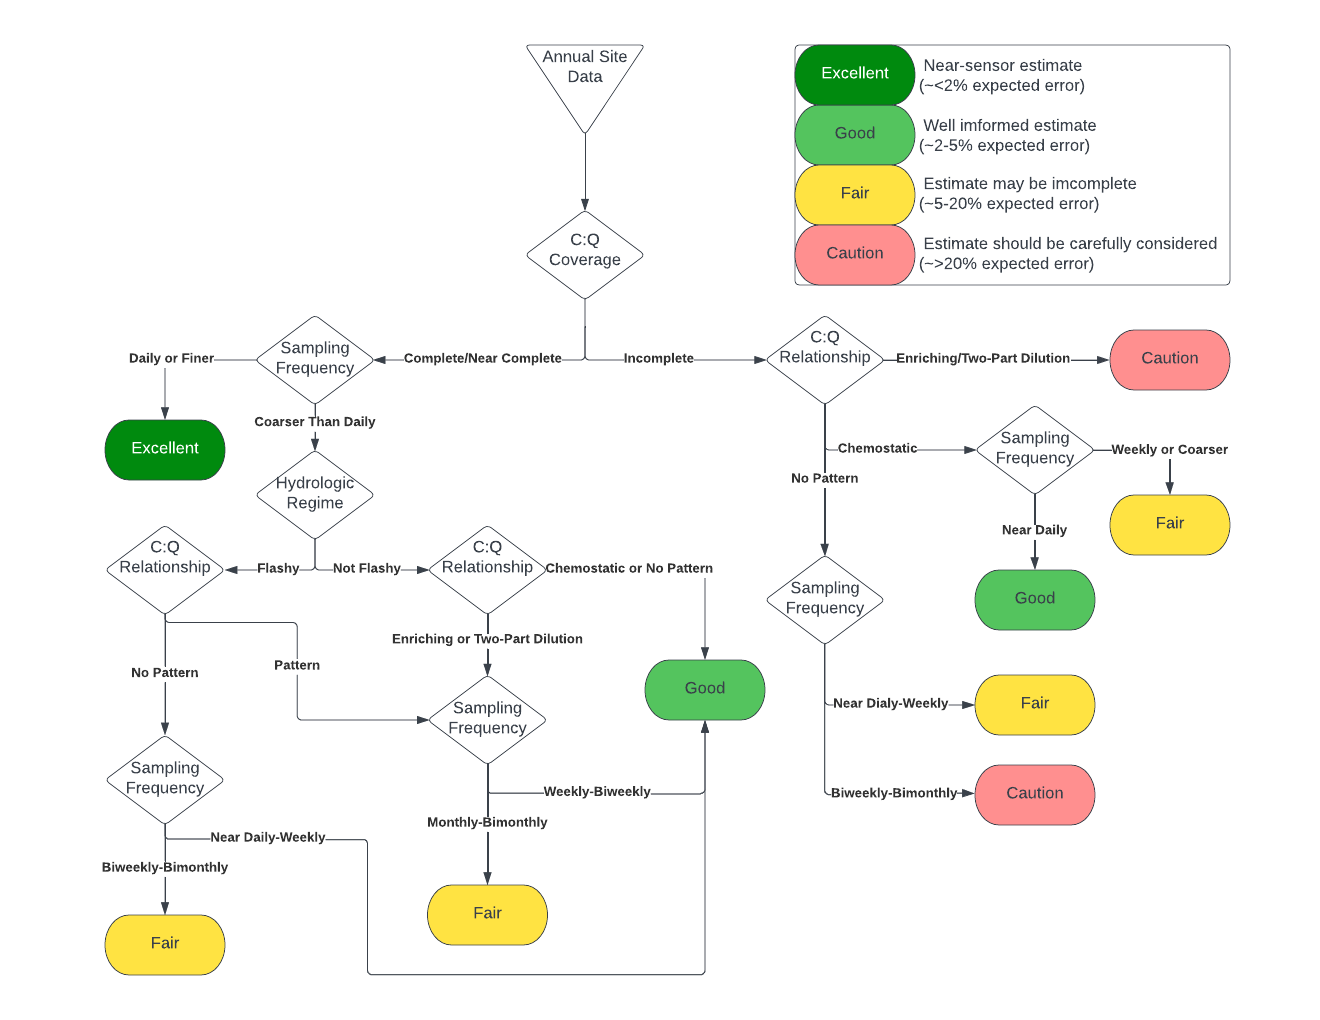 Annual Site
Data
Excellent
Near-sensor estimate
(~<2% expected error)
Good
Well imformed estimate
(~2-5% expected error)
Fair
Estimate may be imcomplete
(~5-20% expected error)
Caution
Estimate should be carefully considered
(~>20% expected error)
C:Q
Coverage
Daily or Finer
Sampling
Frequency
Complete/Near Complete
Incomplete
C:Q
Relationship
Enriching/Two-Part Dilution
Caution
Excellent
Coarser Than Daily
Hydrologic
Regime
Chemostatic
Sampling
Frequency
Weekly or Coarser
No Pattern
Near Daily
Fair
C:Q
Relationship
Flashy
Not Flashy
C:Q
Relationship
Chemostatic or No Pattern
Sampling
Frequency
Good
Enriching or Two-Part Dilution
No Pattern
Pattern
Sampling
Frequency
Good
Near Dialy-Weekly
Fair
Sampling
Frequency
Weekly-Biweekly
Biweekly-Bimonthly
Caution
Monthly-Bimonthly
Near Daily-Weekly
Biweekly-Bimonthly
Fair
Fair